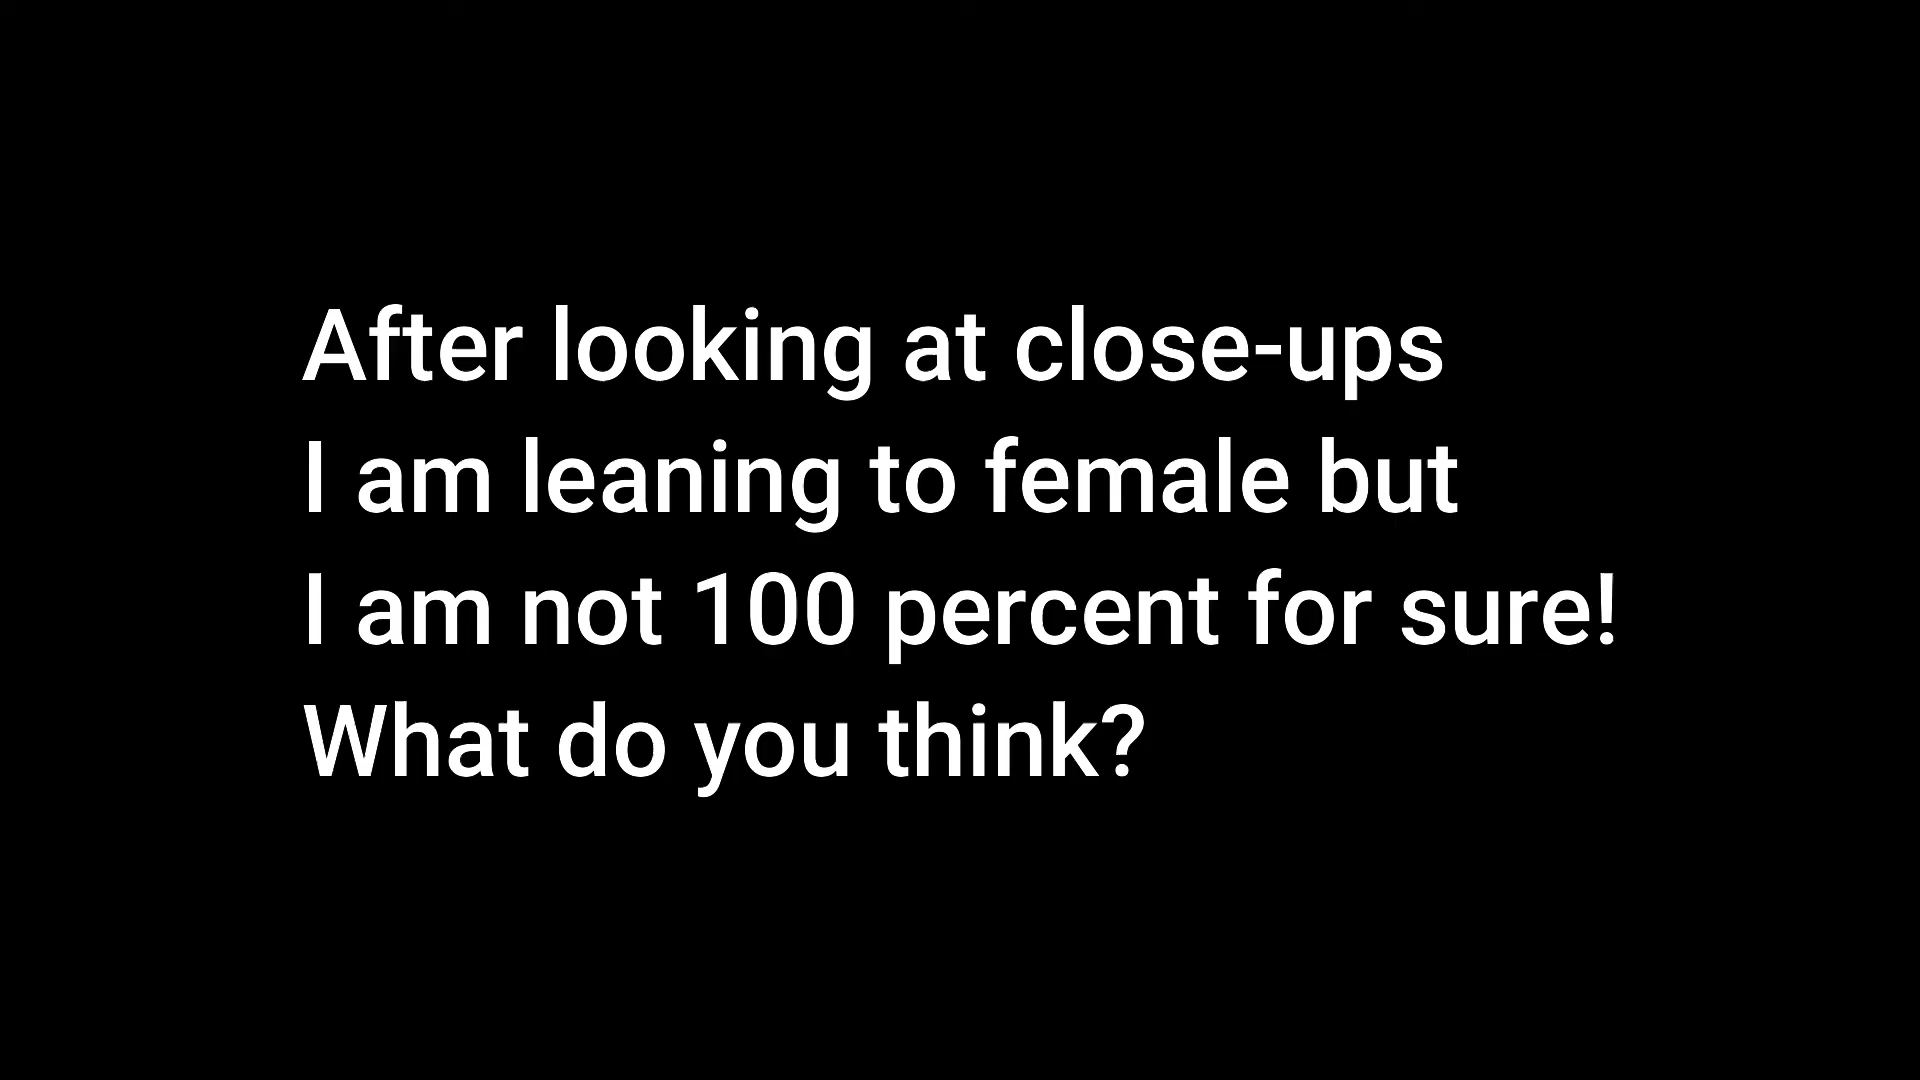 After looking at close-ups
I am leaning to female but
I am not 100 percent for sure!
What do you think?